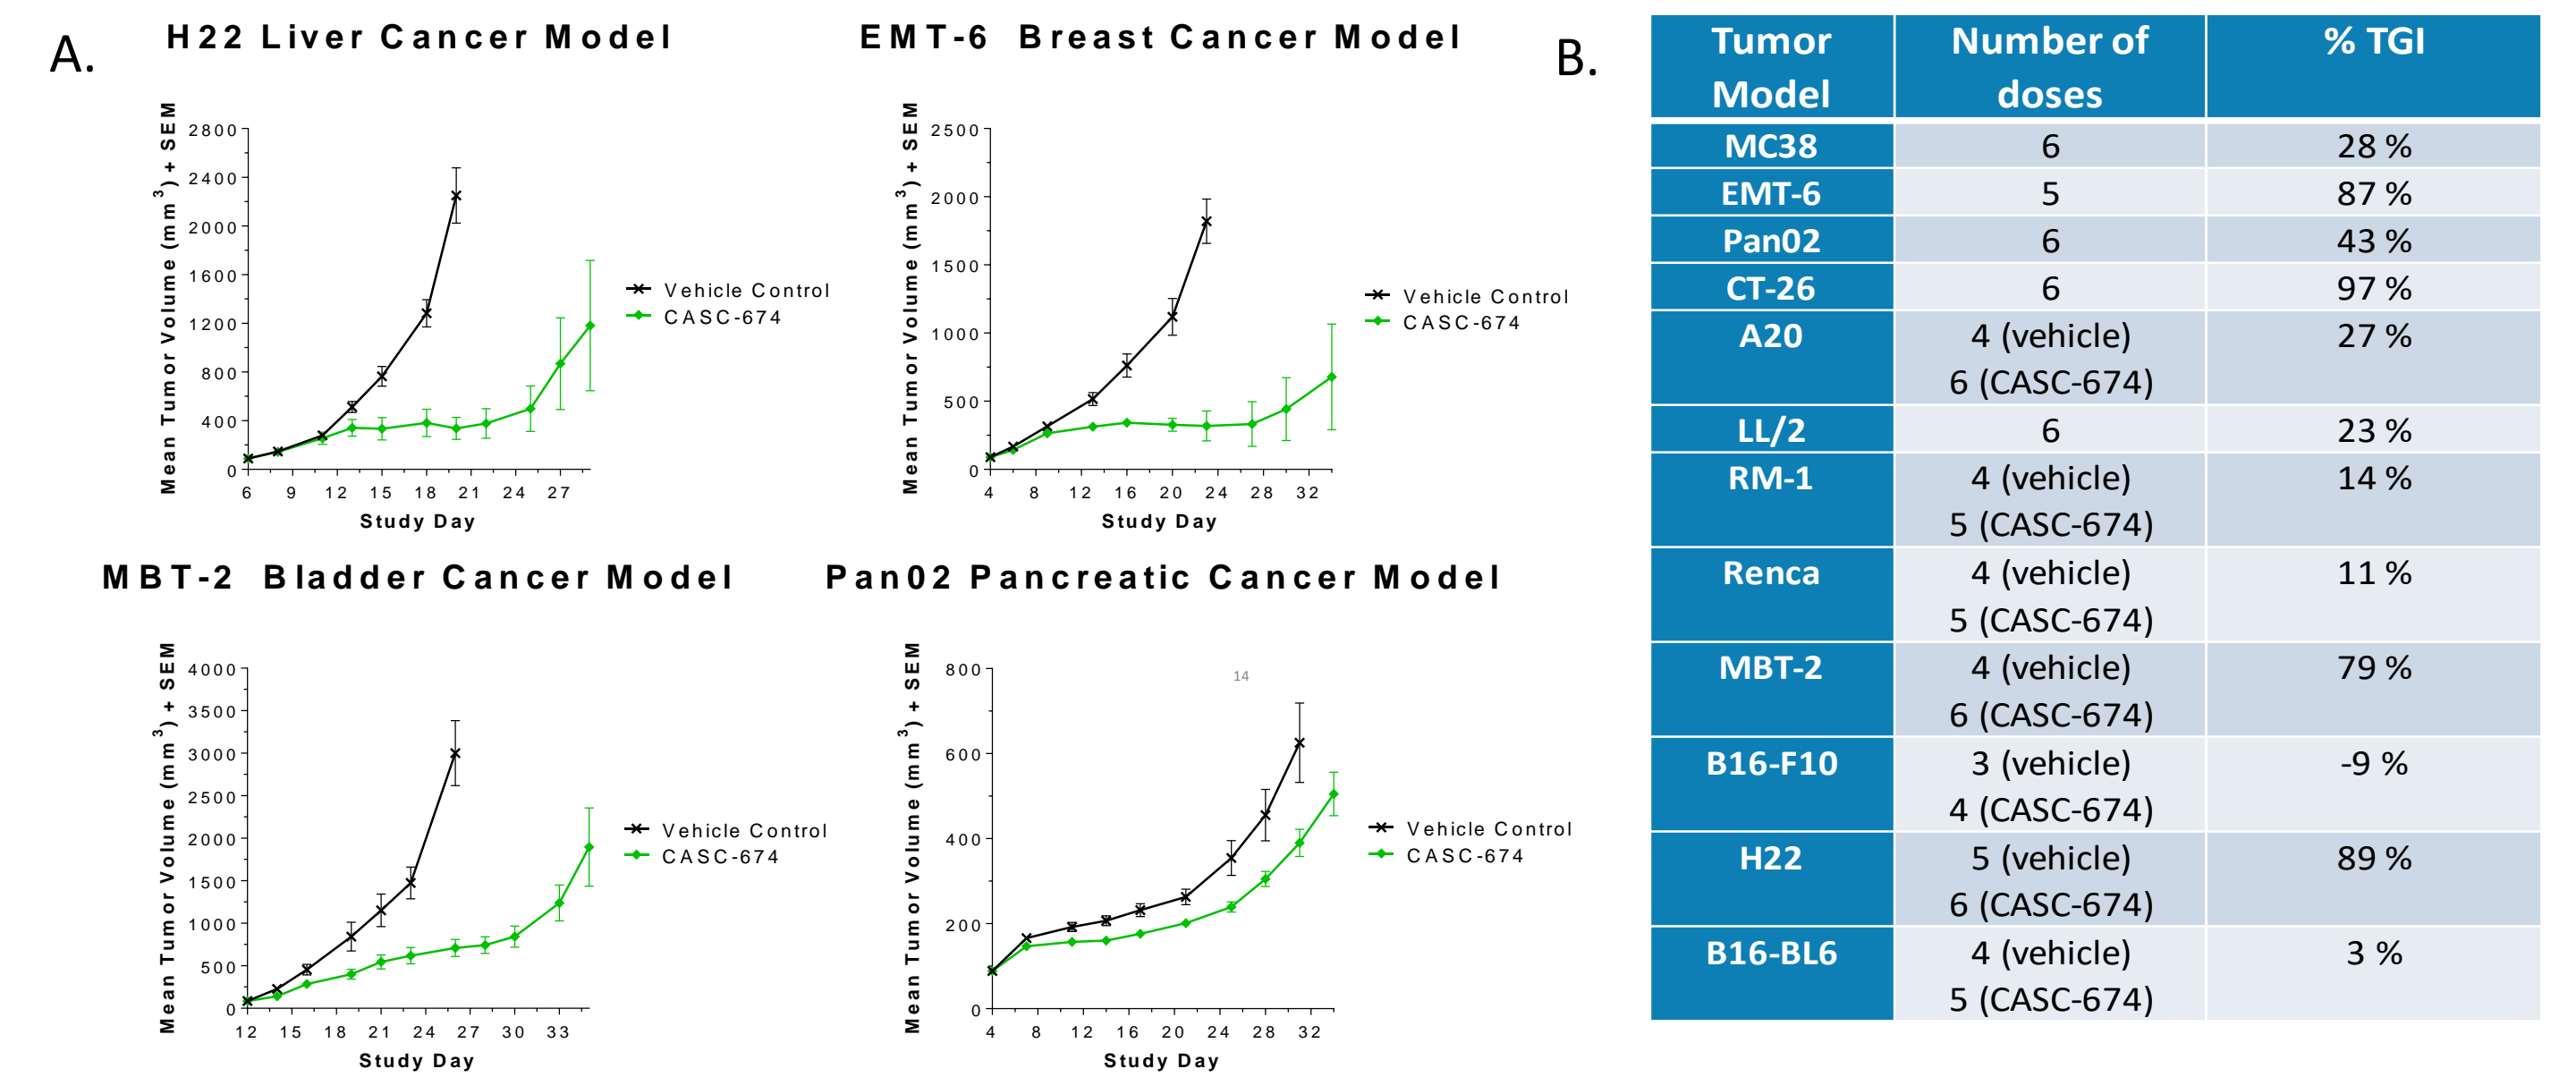 A.
H22 Liver Cancer Model
Mean Tumor Volume (mm3) + SEM
2800
2400
2000
1600
1200
800
400
0
6 9 12 15 18 21 24 27
Study Day
Vehicle Control
CASC-674
EMT-6 Breast Cancer Model
Mean Tumor Volume (mm3) + SEM
2500
2000
1500
1000
500
0
4 8 12 16 20 24 28 32
Study Day
Vehicle Control
CASC-674
MBT-2 Bladder Cancer Model
Mean Tumor Volume (mm3) + SEM
4000
3500
3000
2500
2000
1500
1000
500
0
12 15 18 21 24 27 30 33
Study Day
Vehicle Control
CASC-674
Pan02 Pancreatic Cancer Model
14
Mean Tumor Volume (mm3) + SEM
800
600
400
200
0
4 8 12 16 20 24 28 32
Study Day
Vehicle Control
CASC-674
B.
Tumor Model Number of doses % TGI
MC38 6 28 %
EMT-6 5 87 %
Pan02 6 43 %
CT-26 6 97 %
A20 4 (vehicle) 27 %
6 (CASC-674)
LL/2 6 23 %
RM-1 4 (vehicle) 14 %
5 (CASC-674)
Renca 4 (vehicle) 11 %
5 (CASC-674)
MBT-2 4 (vehicle) 79 %
6 (CASC-674)
B16-F10 3 (vehicle) -9 %
4 (CASC-674)
H22 5 (vehicle) 89 %
6 (CASC-674)
B16-BL6 4 (vehicle) 3 %
5 (CASC-674)